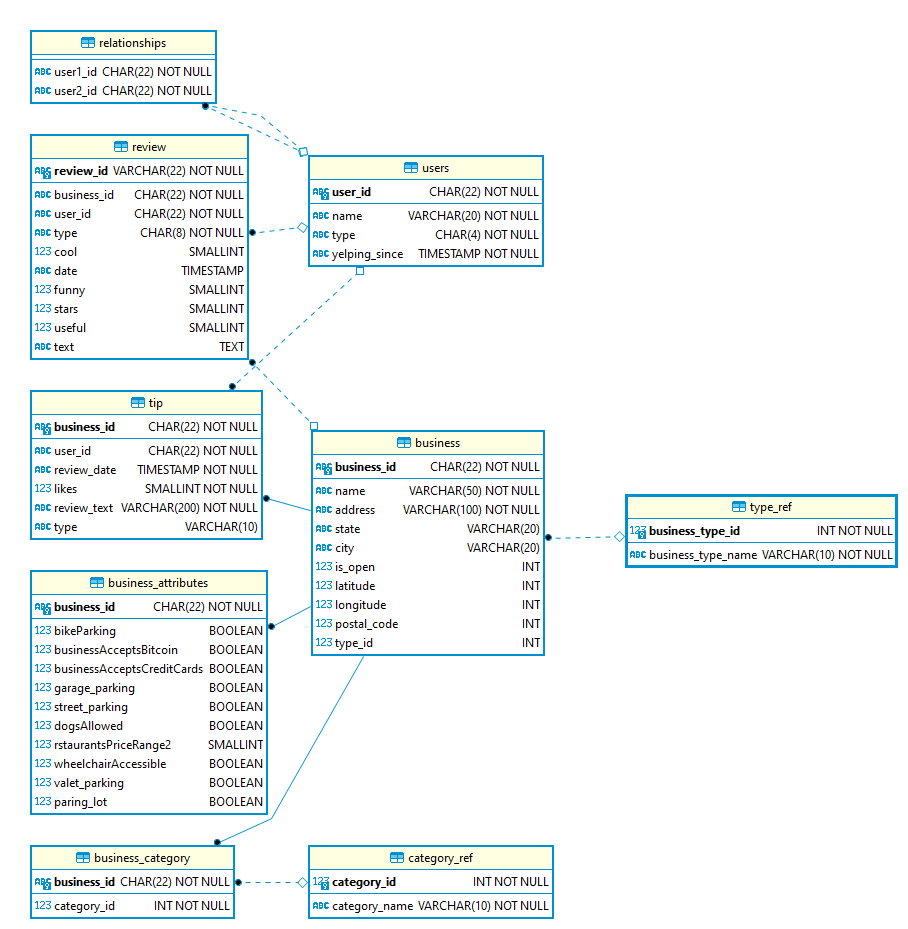 relationships
user1_id CHAR(22) NOT NULL
user2_id CHAR(22) NOT NULL
review
review_id VARCHAR(22) NOT NULL
business_id CHAR(22) NOT NULL
user_id CHAR(22) NOT NULL
type CHAR(8) NOT NULL
cool SMALLINT
date TIMESTAMP
funny SMALLINT
stars SMALLINT
useful SMALLINT
text TEXT
users
user_id CHAR(22) NOT NULL
name VARCHAR(20) NOT NULL
type CHAR(4) NOT NULL
yelping_since TIMESTAMP NOT NULL
tip
business_id CHAR(22) NOT NULL
user_id CHAR(22) NOT NULL
review_date TIMESTAMP NOT NULL
likes SMALLINT NOT NULL
review_text VARCHAR(200) NOT NULL
type VARCHAR(10)
business
business_id CHAR(22) NOT NULL
name VARCHAR(50) NOT NULL
address VARCHAR(100) NOT NULL
state VARCHAR(20)
city VARCHAR(20)
is_open INT
latitude INT
longitude INT
postal_code INT
type_id INT
type_ref
business_type_id INT NOT NULL
business_type_name VARCHAR(10) NOT NULL
business_attributes
business_id CHAR(22) NOT NULL
bikeParking BOOLEAN
businessAcceptsBitcoin BOOLEAN
businessAcceptsCreditCards BOOLEAN
garage_parking BOOLEAN
street_parking BOOLEAN
dogsAllowed BOOLEAN
rstaurantsPriceRange2 SMALLINT
wheelchairAccessible BOOLEAN
valet_parking BOOLEAN
paring_lot BOOLEAN
business_category
business_id CHAR(22) NOT NULL
category_id INT NOT NULL
category_ref
category_id INT NOT NULL
category_name VARCHAR(10) NOT NULL